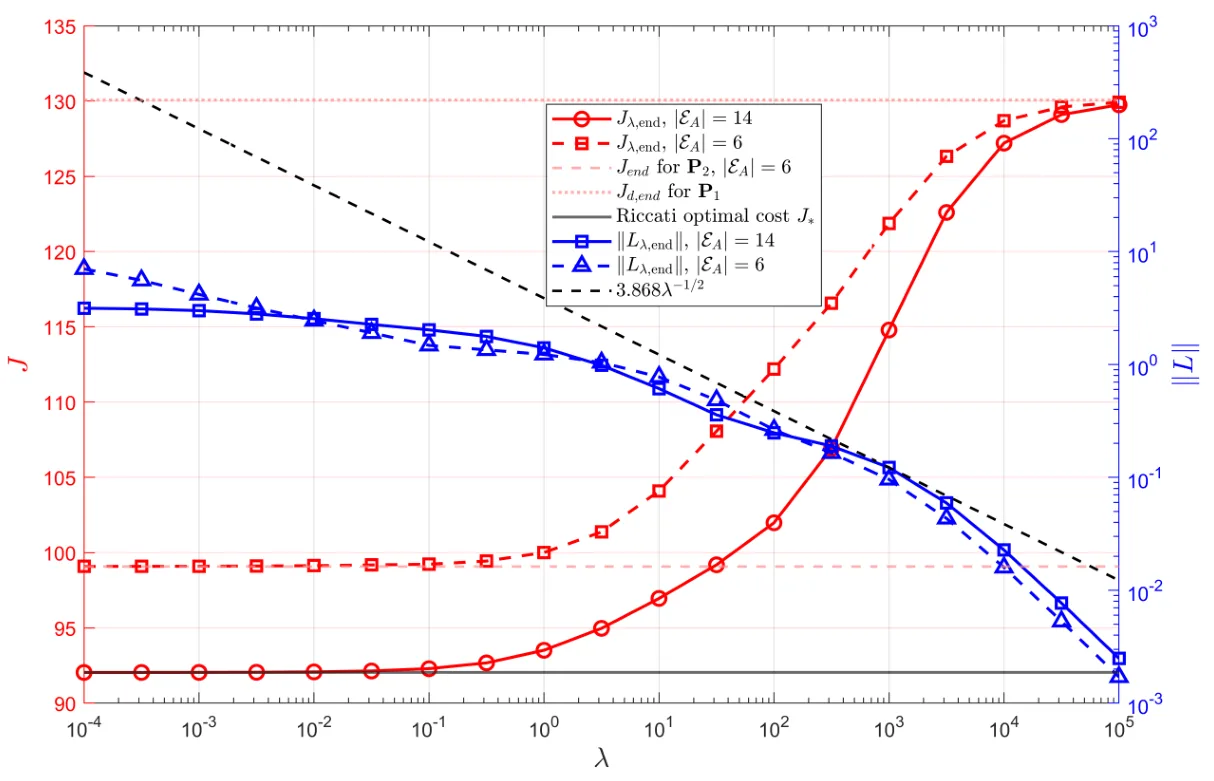 135
130
125
120
115
110
105
100
95
90
J
10^3
10^2
10^1
10^0
10^-1
10^-2
10^-3
‖L‖
J_λ,end, |ℰ_A| = 14
J_λ,end, |ℰ_A| = 6
J_end for P_2, |ℰ_A| = 6
J_d,end for P_1
Riccati optimal cost J_*
‖L_λ,end‖, |ℰ_A| = 14
‖L_λ,end‖, |ℰ_A| = 6
3.868λ^-1/2
10^-4 10^-3 10^-2 10^-1 10^0 10^1 10^2 10^3 10^4 10^5
λ